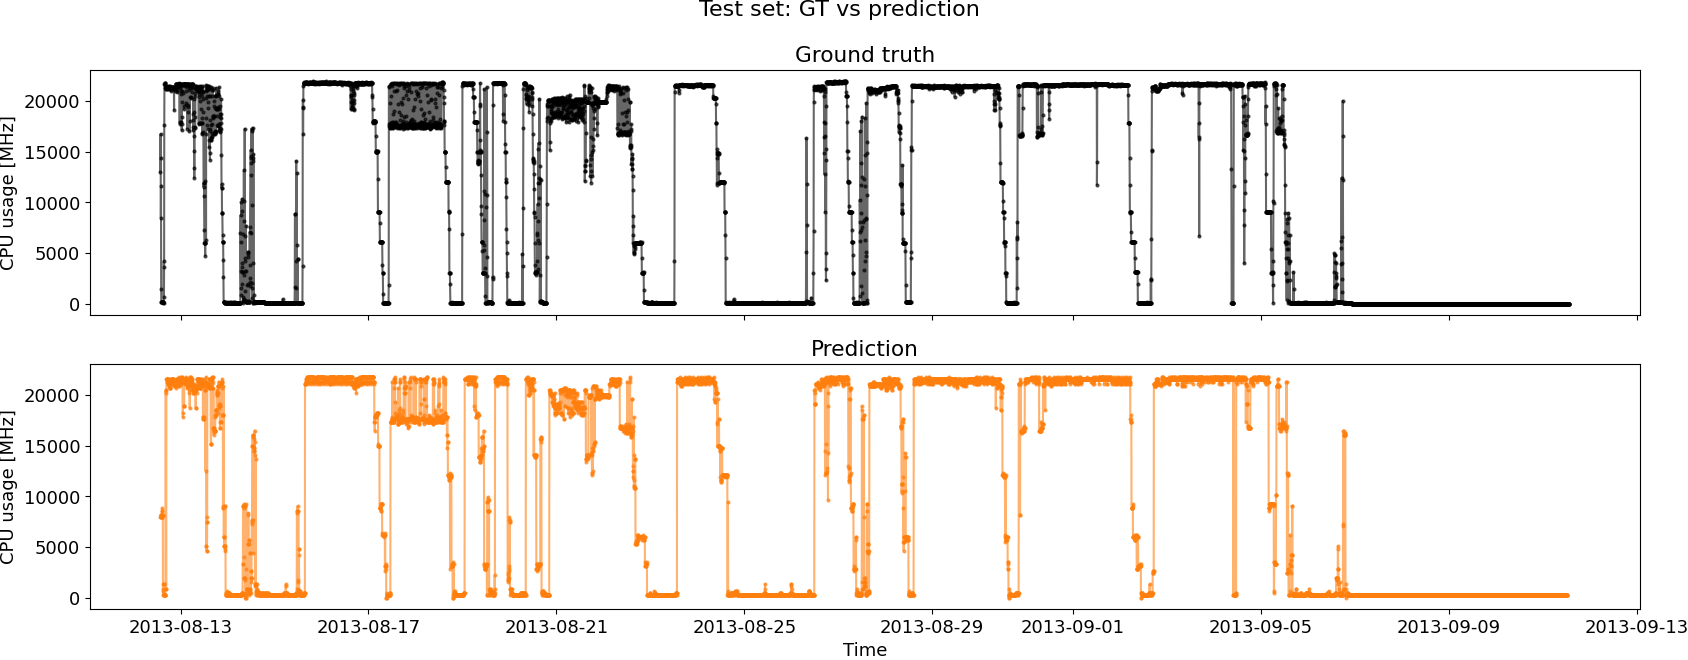 Test set: GT vs prediction
Ground truth
CPU usage [MHz]
20000
15000
10000
5000
0
Prediction
CPU usage [MHz]
20000
15000
10000
5000
0
2013-08-13 2013-08-17 2013-08-21 2013-08-25 2013-08-29 2013-09-01 2013-09-05 2013-09-09 2013-09-13
Time